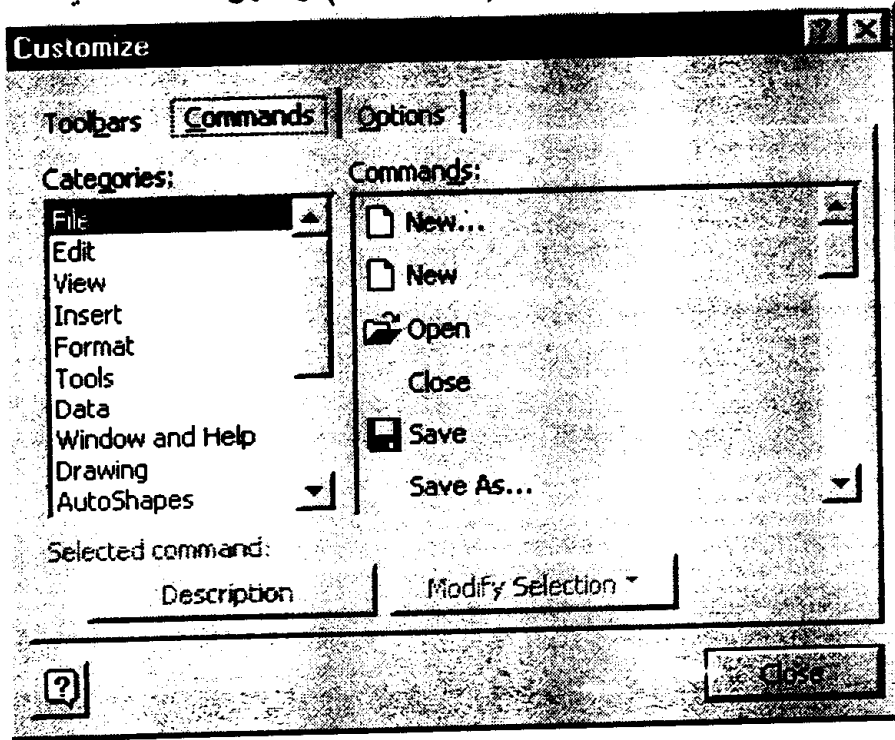 Customize
Toolbars Commands Options
Categories:
File
Edit
View
Insert
Format
Tools
Data
Window and Help
Drawing
AutoShapes
Commands:
New...
New
Open
Close
Save
Save As...
Selected command:
Description Modify Selection
Close